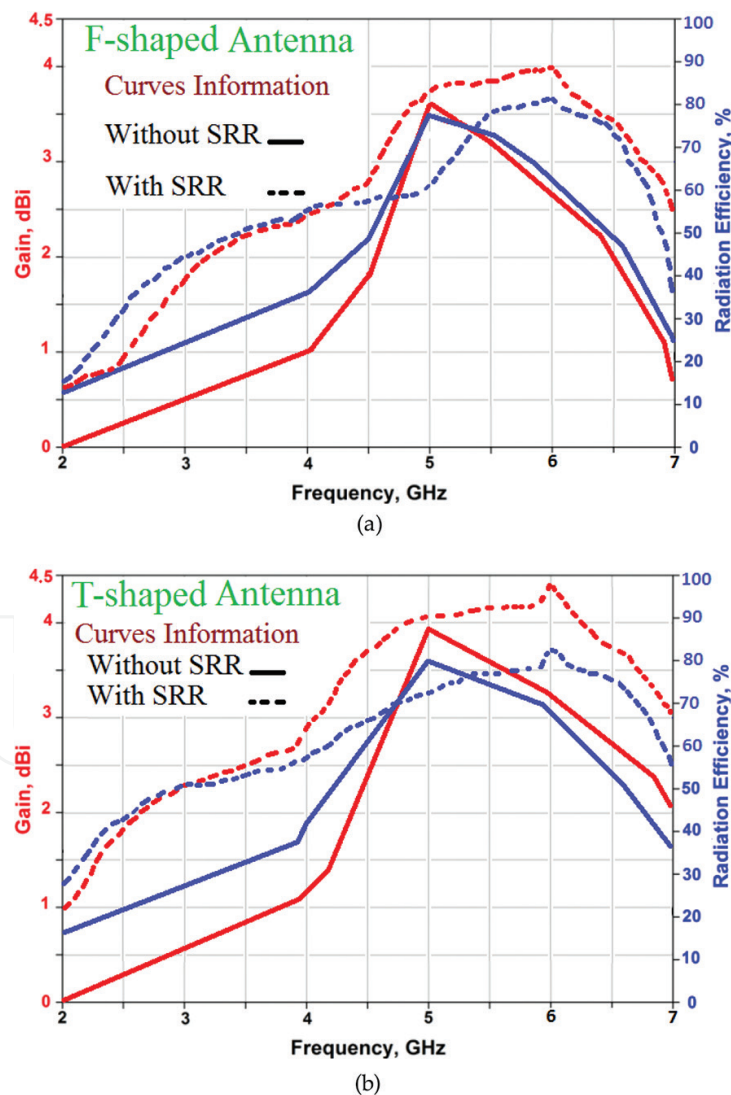 F-shaped Antenna
Curves Information
Without SRR
With SRR
4.5
4
3
2
1
0
Gain, dBi
100
90
80
70
60
50
40
30
20
10
0
Radiation Efficiency, %
2 3 4 5 6 7
Frequency, GHz
(a)
T-shaped Antenna
Curves Information
Without SRR
With SRR
4.5
4
3
2
1
0
Gain, dBi
100
90
80
70
60
50
40
30
20
10
0
Radiation Efficiency, %
2 3 4 5 6 7
Frequency, GHz
(b)